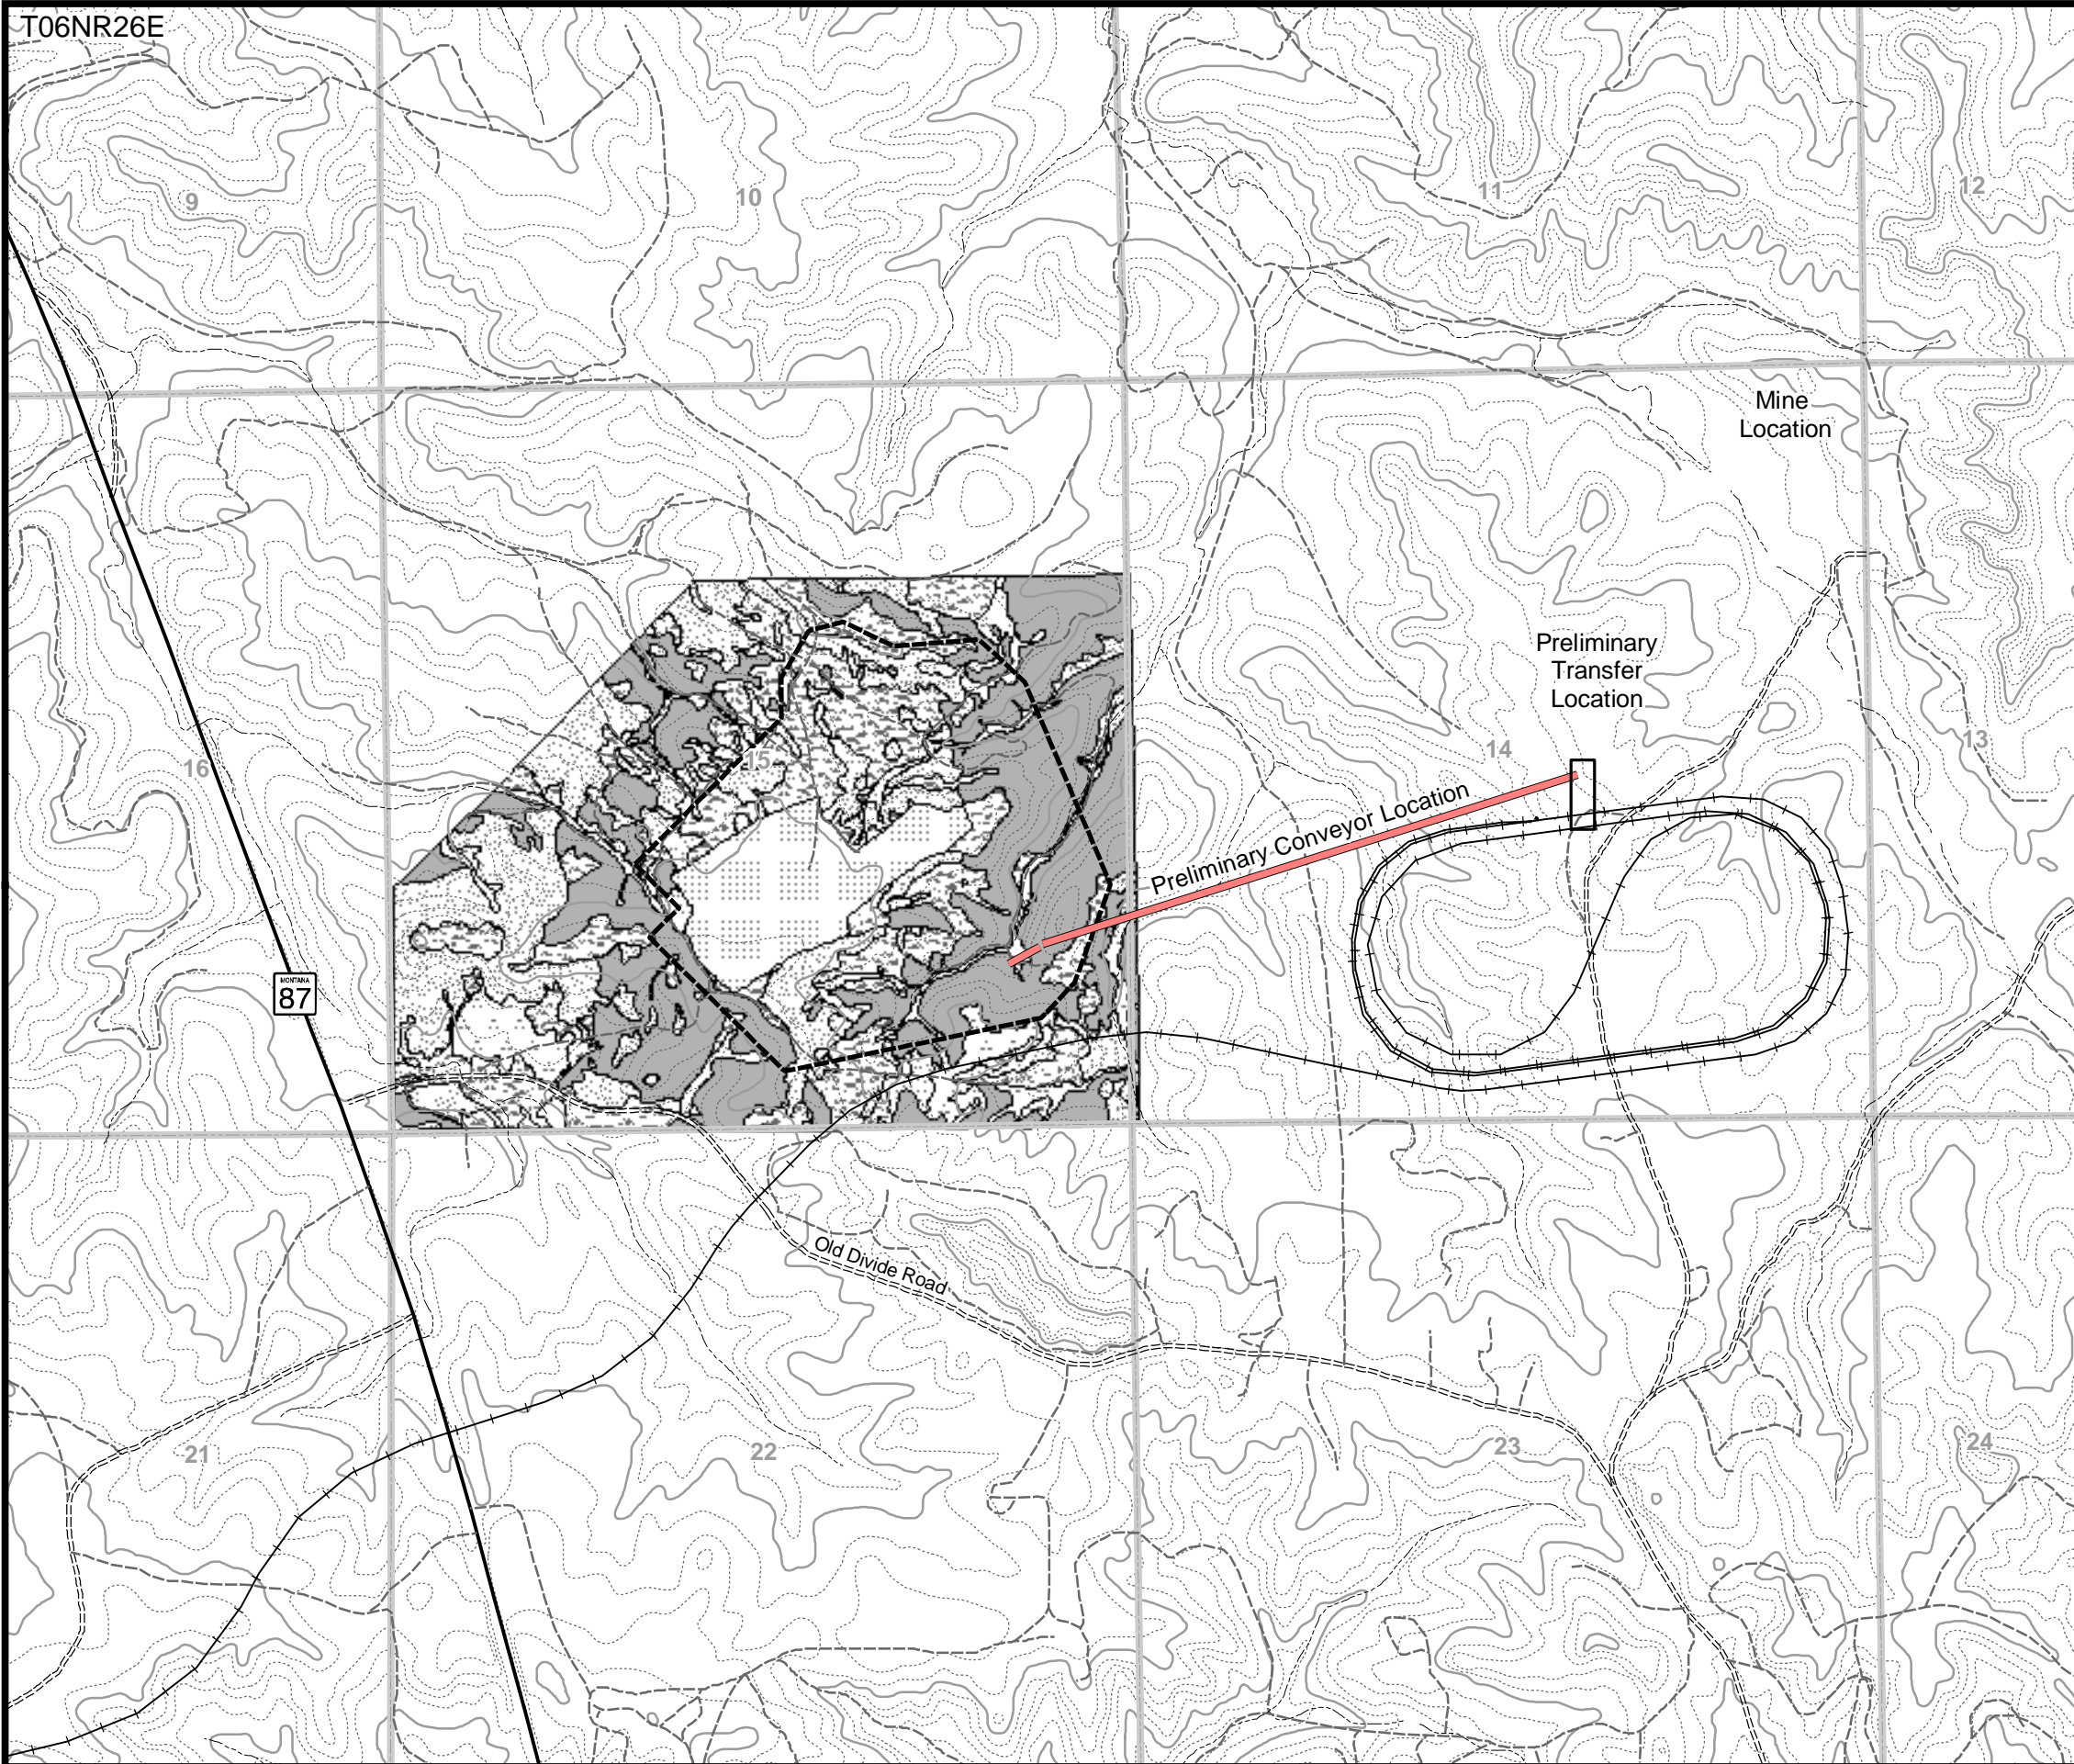 T06NR26E
9
10
11
12
Mine
Location
Preliminary
Transfer
Location
16
15
14
13
Preliminary Conveyor Location
MONTANA
87
Old Divide Road
21
22
23
24